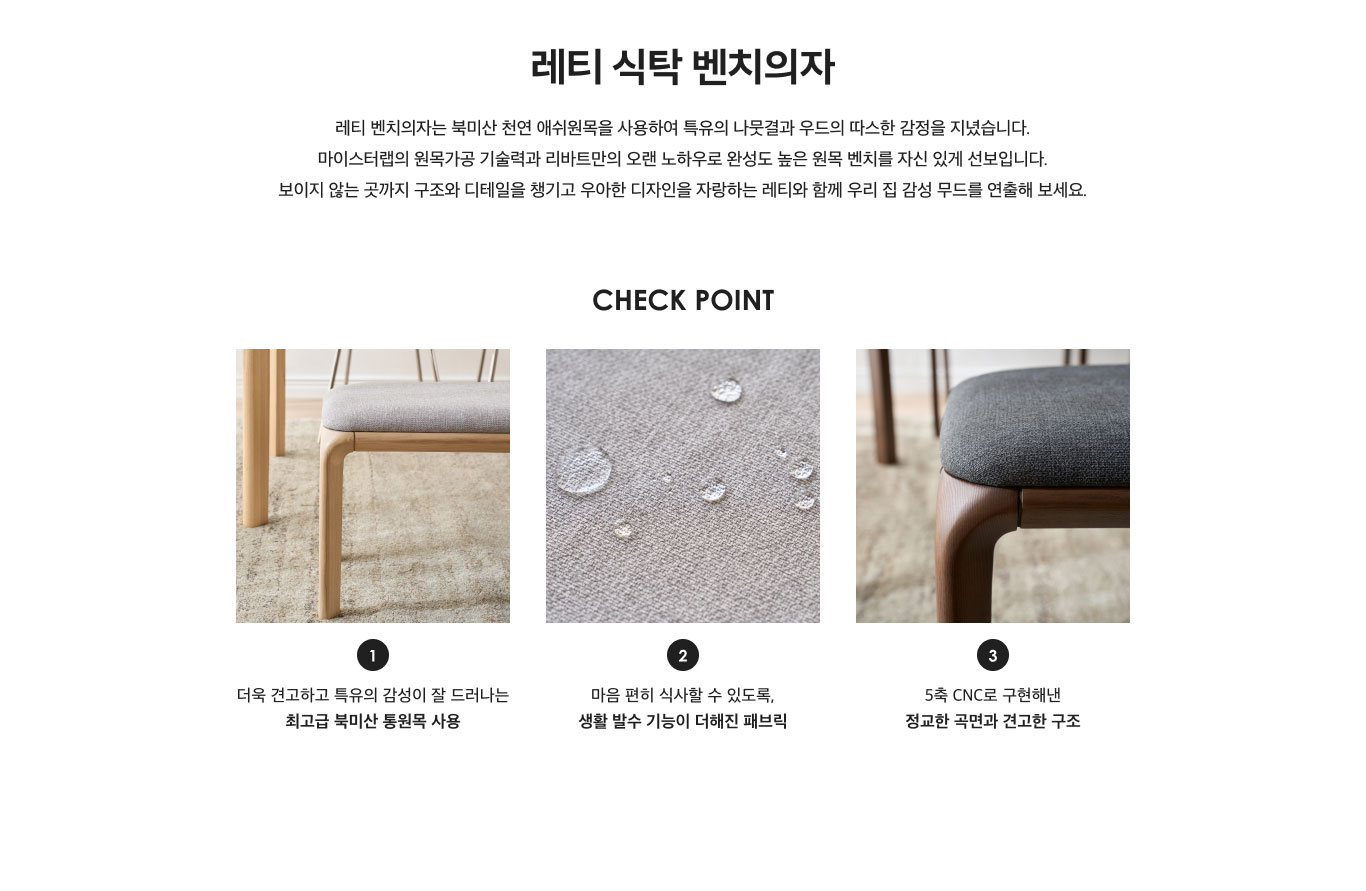 레티 식탁 벤치의자
레티 벤치의자는 북미산 천연 애쉬원목을 사용하여 특유의 나뭇결과 우드의 따스한 감정을 지녔습니다.
마이스터랩의 원목가공 기술력과 리바트만의 오랜 노하우로 완성도 높은 원목 벤치를 자신 있게 선보입니다.
보이지 않는 곳까지 구조와 디테일을 챙기고 우아한 디자인을 자랑하는 레티와 함께 우리 집 감성 무드를 연출해 보세요.
CHECK POINT
1
더욱 견고하고 특유의 감성이 잘 드러나는
최고급 북미산 통원목 사용
2
마음 편히 식사할 수 있도록,
생활 발수 기능이 더해진 패브릭
3
5축 CNC로 구현해낸
정교한 곡면과 견고한 구조